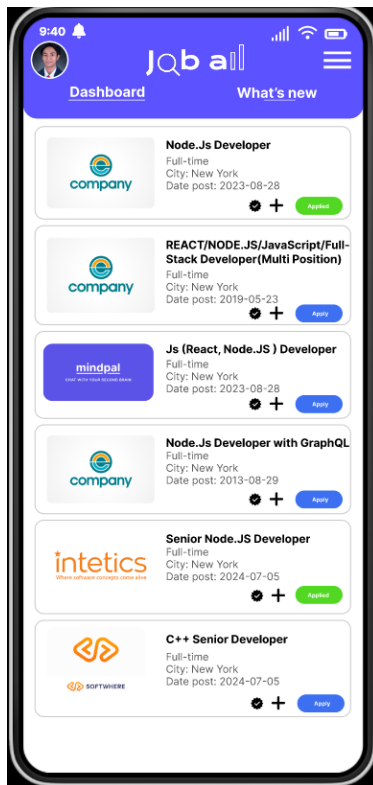 9:40
Job all
Dashboard
What's new
company
Node.Js Developer
Full-time
City: New York
Date post: 2023-08-28
Applied
company
REACT/NODE.JS/JavaScript/Full-
Stack Developer(Multi Position)
Full-time
City: New York
Date post: 2019-05-23
Apply
mindpal
CHAT WITH YOUR SECOND BRAIN
Js (React, Node.JS ) Developer
Full-time
City: New York
Date post: 2023-08-28
Apply
company
Node.Js Developer with GraphQL
Full-time
City: New York
Date post: 2013-08-29
Apply
intetics
Where software concepts come alive
Senior Node.JS Developer
Full-time
City: New York
Date post: 2024-07-05
Applied
SOFTWHERE
C++ Senior Developer
Full-time
City: New York
Date post: 2024-07-05
Apply